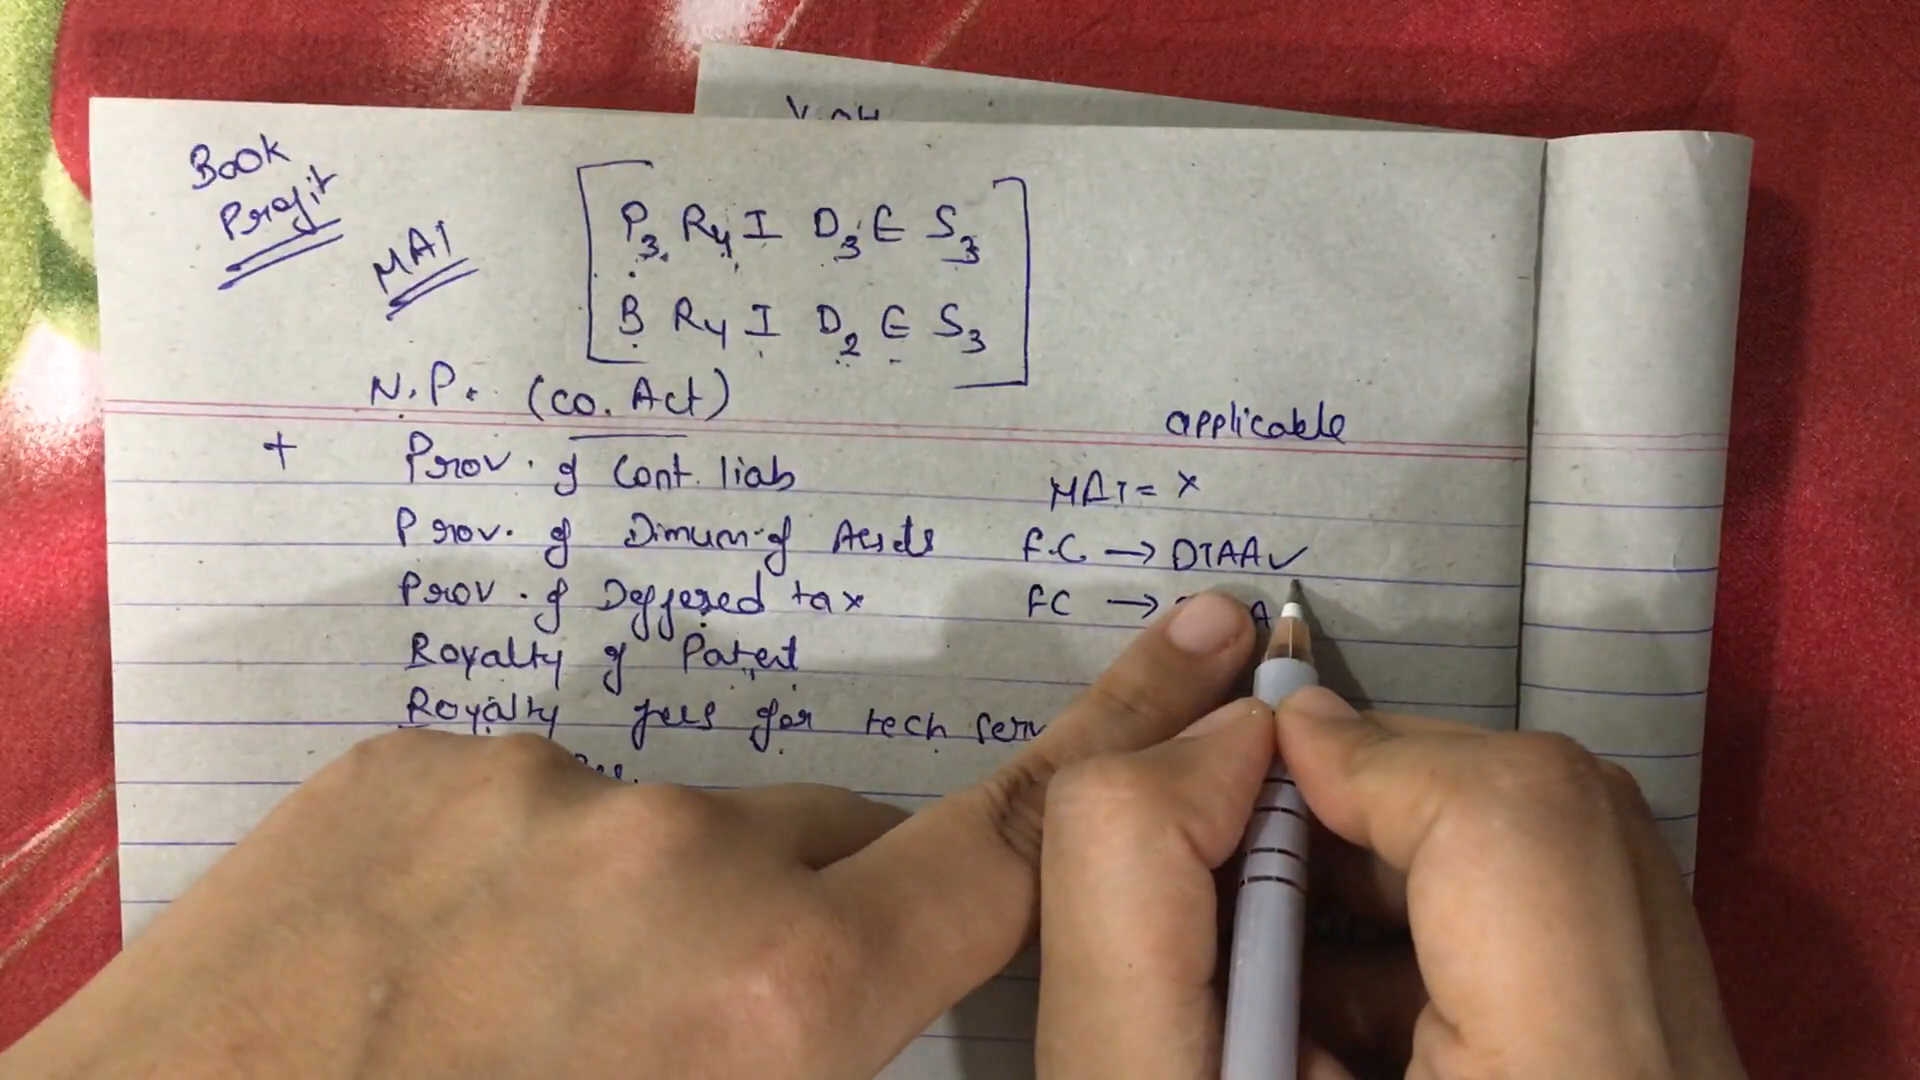 Book
Profit
MAT
P3 R4 I D3 E S3
B R4 I D2 E S3
N.P. (CO. Act)
applicable
+ Prov. of Cont. liab
MAT = x
Prov. of Dimum. of Assets
F.C → DTAA ✓
Prov. of Deffered tax
FC →
Royalty of Patent
Royalty fees for tech serv